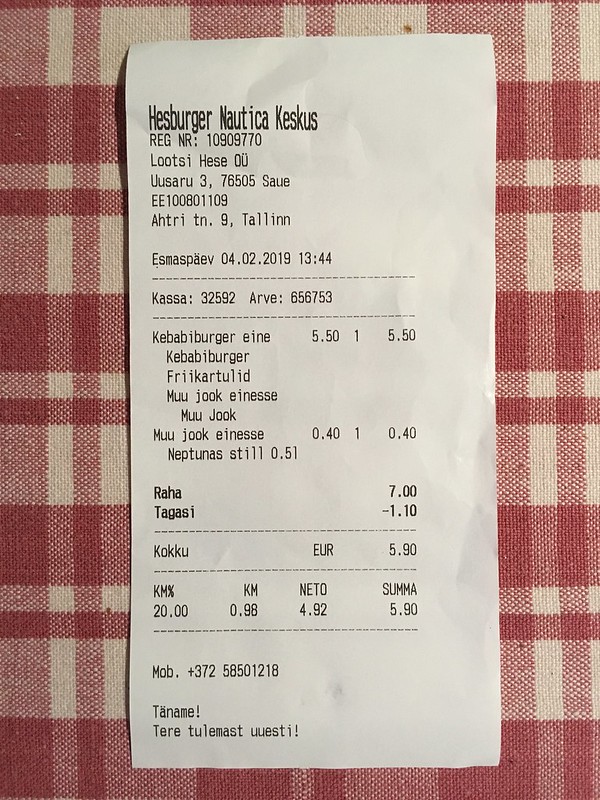 Hesburger Nautica Keskus
REG NR: 10909770
Lootsi Hese OÜ
Uusaru 3, 76505 Saue
EE100801109
Ahtri tn. 9, Tallinn
Esmaspäev 04.02.2019 13:44
Kassa: 32592 Arve: 656753
Kebabiburger eine 5.50 1 5.50
Kebabiburger
Friikartulid
Muu jook einesse
Muu Jook
Muu jook einesse 0.40 1 0.40
Neptunas still 0.5l
Raha 7.00
Tagasi -1.10
Kokku EUR 5.90
KM% KM NETO SUMMA
20.00 0.98 4.92 5.90
Mob. +372 58501218
Täname!
Tere tulemast uuesti!